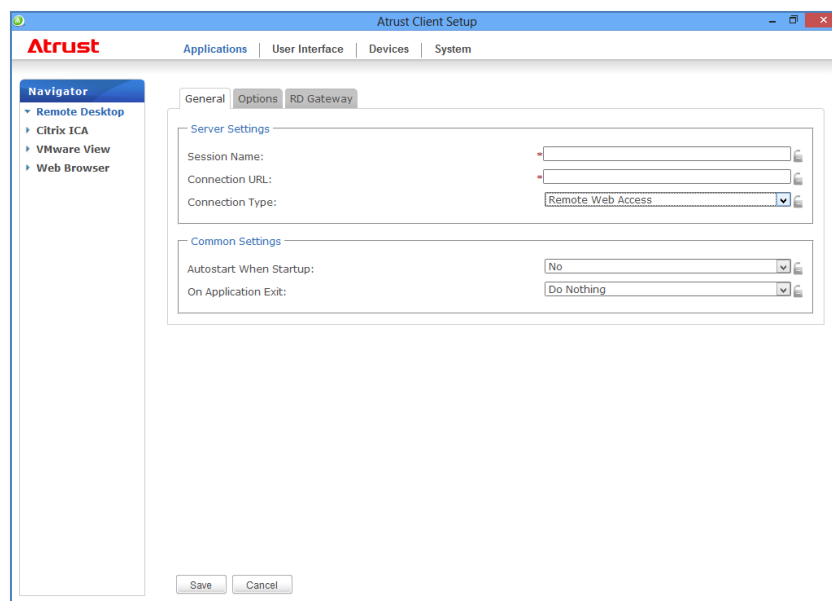 Atrust Client Setup
Atrust
Applications | User Interface | Devices | System
Navigator
Remote Desktop
Citrix ICA
VMware View
Web Browser
General Options RD Gateway
Server Settings
Session Name: *
Connection URL: *
Connection Type: Remote Web Access
Common Settings
Autostart When Startup: No
On Application Exit: Do Nothing
Save Cancel